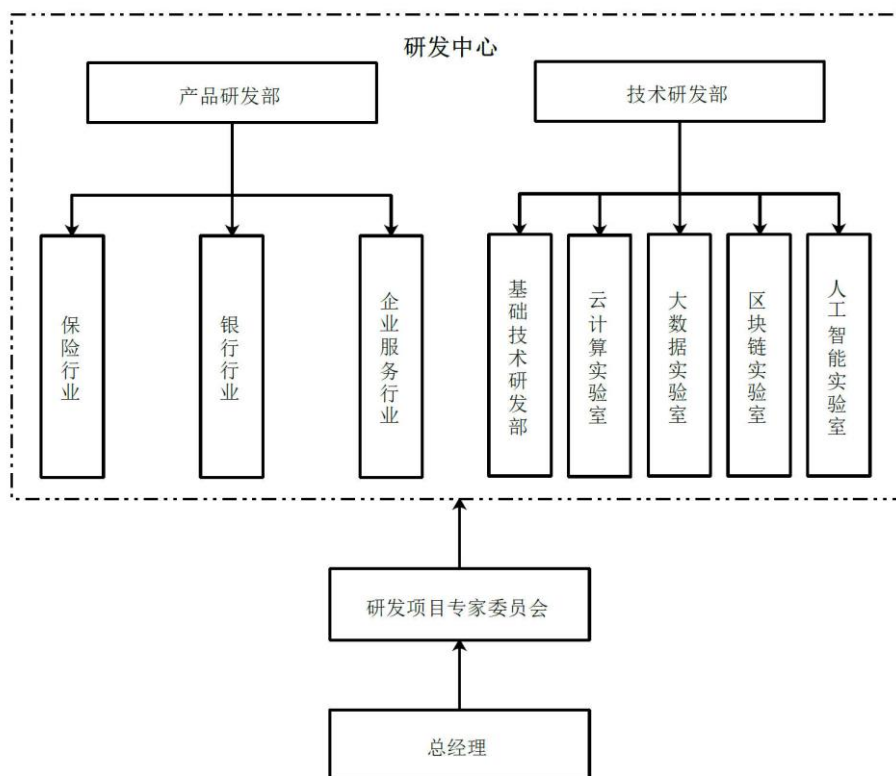 研发中心
产品研发部
技术研发部
保险行业
银行行业
企业服务行业
基础技术研发部
云计算实验室
大数据实验室
区块链实验室
人工智能实验室
研发项目专家委员会
总经理